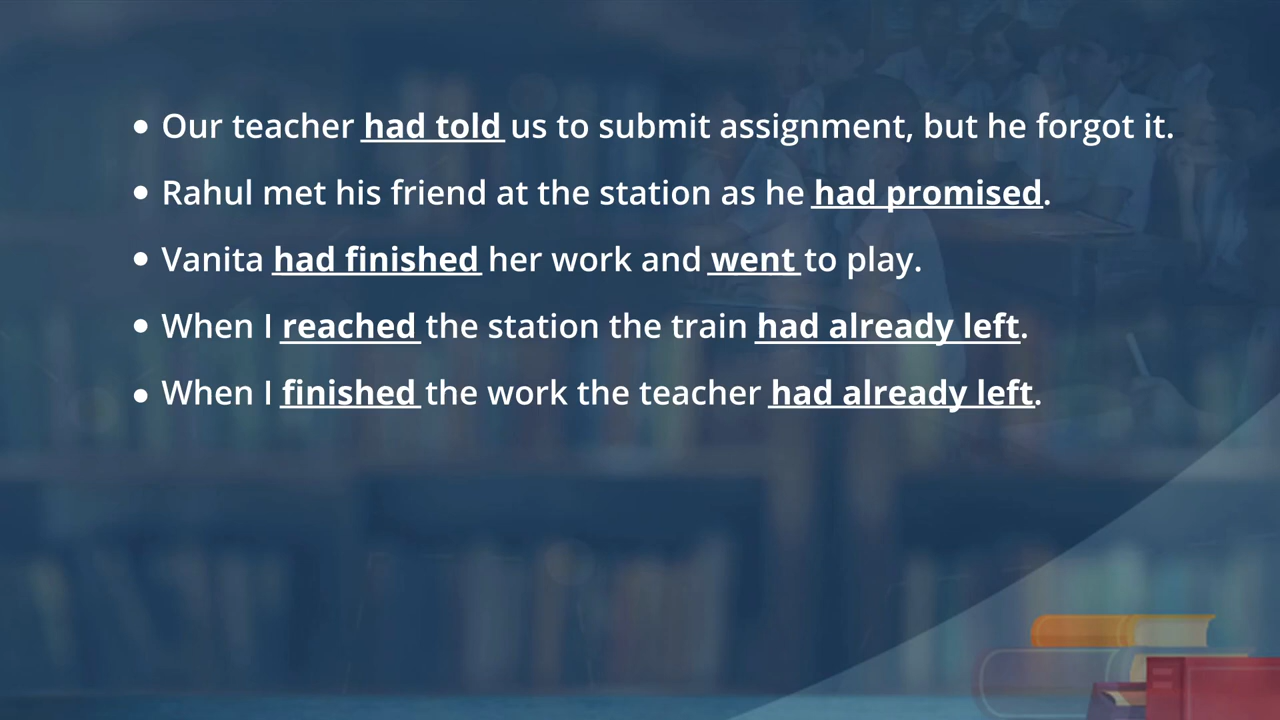 • Our teacher had told us to submit assignment, but he forgot it.
• Rahul met his friend at the station as he had promised.
• Vanita had finished her work and went to play.
• When I reached the station the train had already left.
• When I finished the work the teacher had already left.